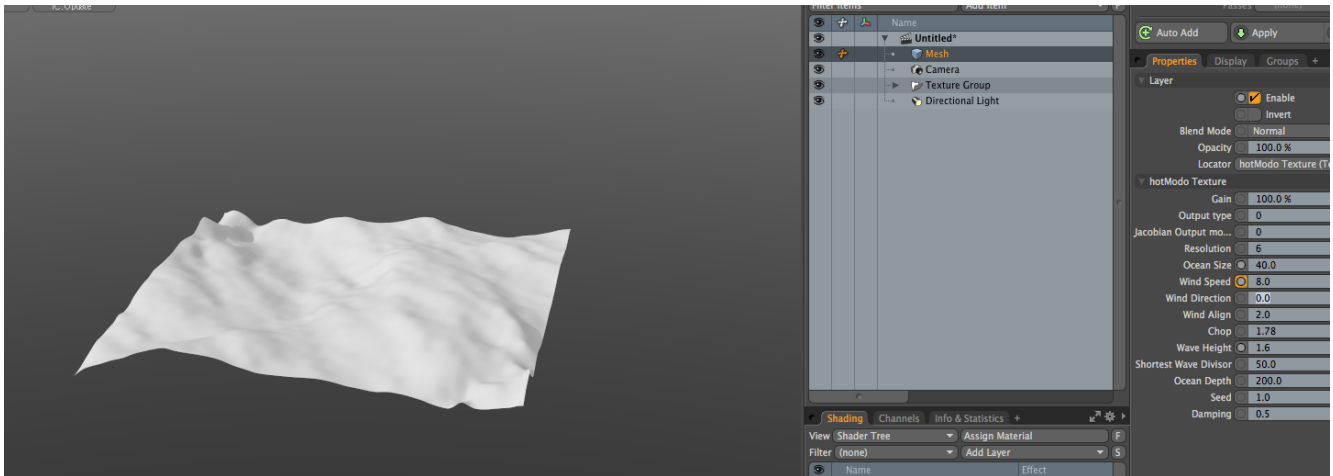 Filter Items
Add Item
F
Name
Untitled*
Mesh
Camera
Texture Group
Directional Light
Shading Channels Info & Statistics +
View Shader Tree Assign Material F
Filter (none) Add Layer S
Name Effect
Passes (none)
Auto Add Apply
Properties Display Groups +
Layer
Enable
Invert
Blend Mode Normal
Opacity 100.0 %
Locator hotModo Texture (Te
hotModo Texture
Gain 100.0 %
Output type 0
Jacobian Output mo... 0
Resolution 6
Ocean Size 40.0
Wind Speed 8.0
Wind Direction 0.0
Wind Align 2.0
Chop 1.78
Wave Height 1.6
Shortest Wave Divisor 50.0
Ocean Depth 200.0
Seed 1.0
Damping 0.5